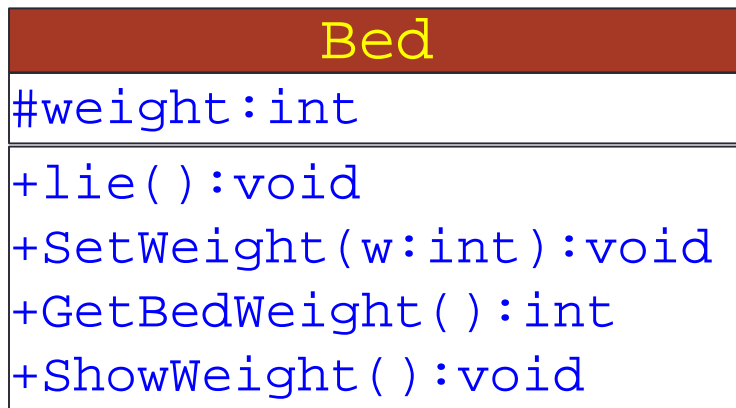 Bed
#weight:int
+lie():void
+SetWeight(w:int):void
+GetBedWeight():int
+ShowWeight():void